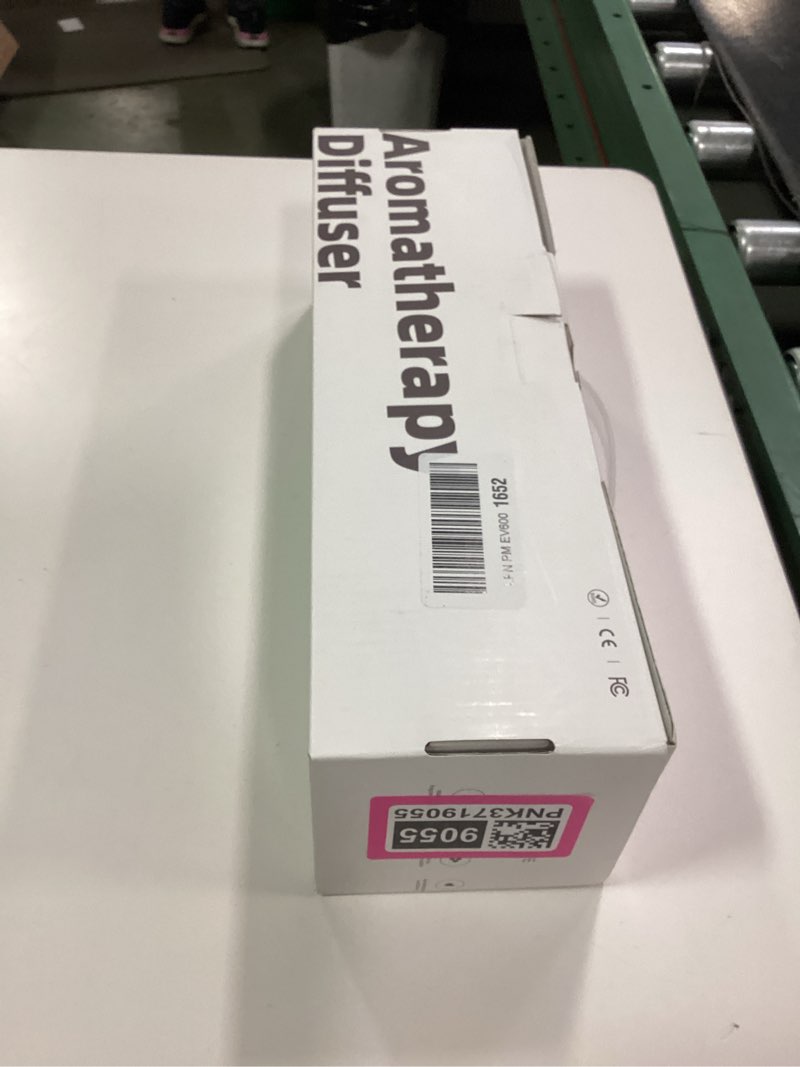 Aromatherapy
Diffuser
1652
PM EV600
CE
FC
PNK3719055
9055